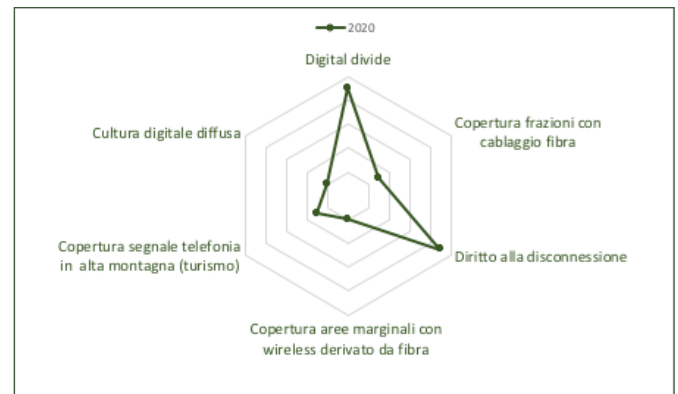 2020
Digital divide
Copertura frazioni con
cablaggio fibra
Cultura digitale diffusa
Diritto alla disconnessione
Copertura segnale telefonia
in alta montagna (turismo)
Copertura aree marginali con
wireless derivato da fibra